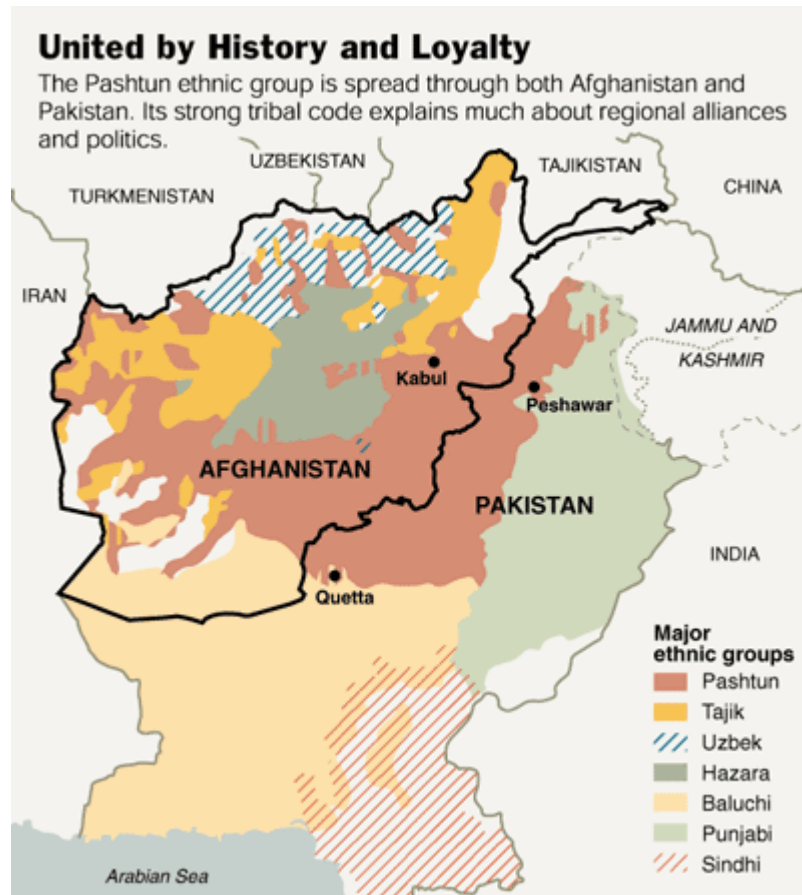 United by History and Loyalty
The Pashtun ethnic group is spread through both Afghanistan and
Pakistan. Its strong tribal code explains much about regional alliances
and politics.
UZBEKISTAN
TAJIKISTAN
TURKMENISTAN
CHINA
IRAN
JAMMU AND
KASHMIR
Kabul
Peshawar
AFGHANISTAN
PAKISTAN
INDIA
Quetta
Major
ethnic groups
Pashtun
Tajik
Uzbek
Hazara
Baluchi
Punjabi
Sindhi
Arabian Sea